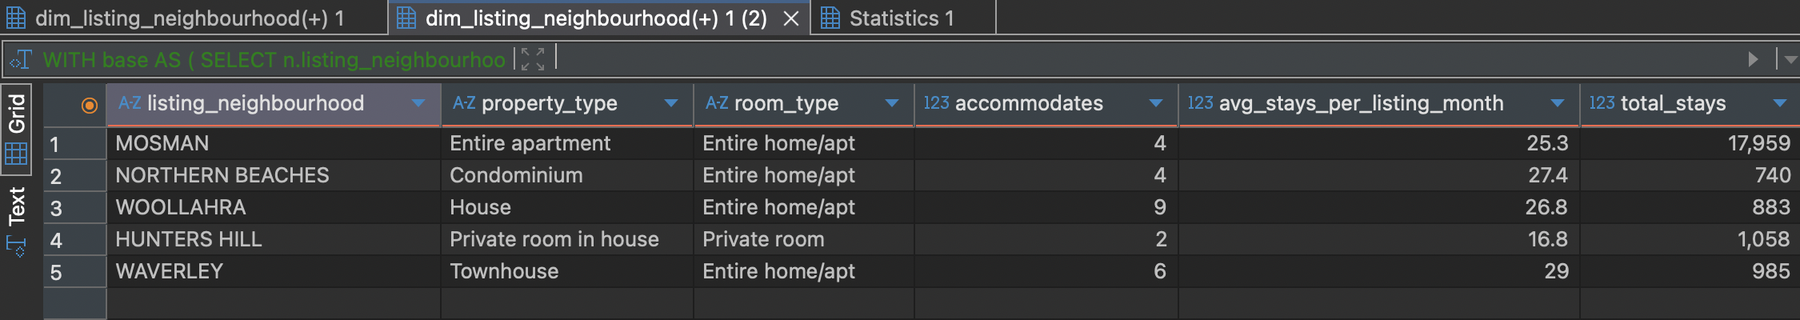 dim_listing_neighbourhood(+) 1 dim_listing_neighbourhood(+) 1 (2) Statistics 1
WITH base AS ( SELECT n.listing_neighbourhoo
Grid
Text
A-Z listing_neighbourhood A-Z property_type A-Z room_type 123 accommodates 123 avg_stays_per_listing_month 123 total_stays
1 MOSMAN Entire apartment Entire home/apt 4 25.3 17,959
2 NORTHERN BEACHES Condominium Entire home/apt 4 27.4 740
3 WOOLLAHRA House Entire home/apt 9 26.8 883
4 HUNTERS HILL Private room in house Private room 2 16.8 1,058
5 WAVERLEY Townhouse Entire home/apt 6 29 985